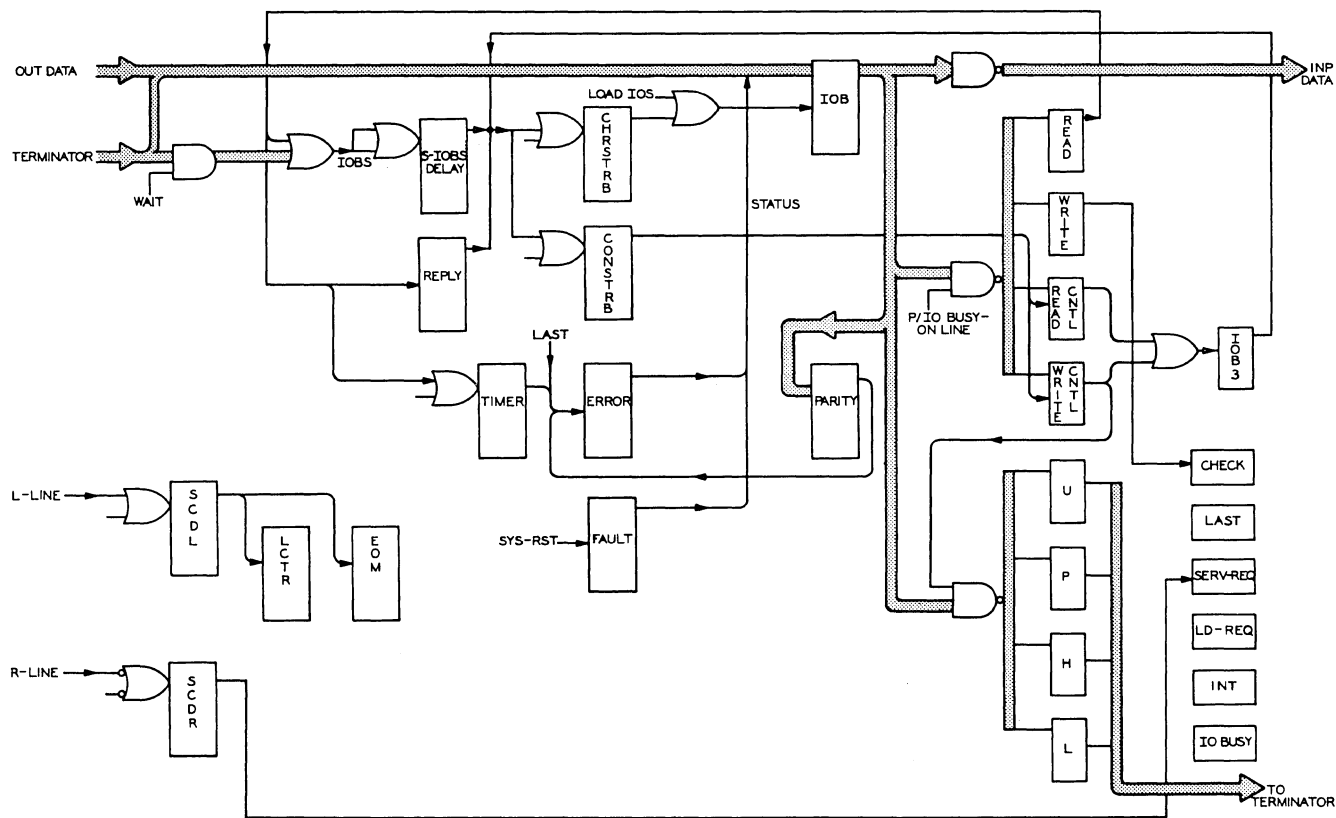 OUT DATA
INP
DATA
LOAD IOS
IOB
READ
TERMINATOR
IOBS
S-IOBS
DELAY
CHRSTRB
WAIT
STATUS
WRITE
REPLY
CONSTRB
P/IO BUSY-
ON LINE
READ
CNTL
IOB3
LAST
TIMER
ERROR
PARITY
WRITE
CNTL
CHECK
L-LINE
SCDL
LCTR
EOM
U
LAST
SYS-RST
FAULT
P
SERV-REQ
LD-REQ
R-LINE
SCDR
H
INT
L
IO BUSY
TO
TERMINATOR